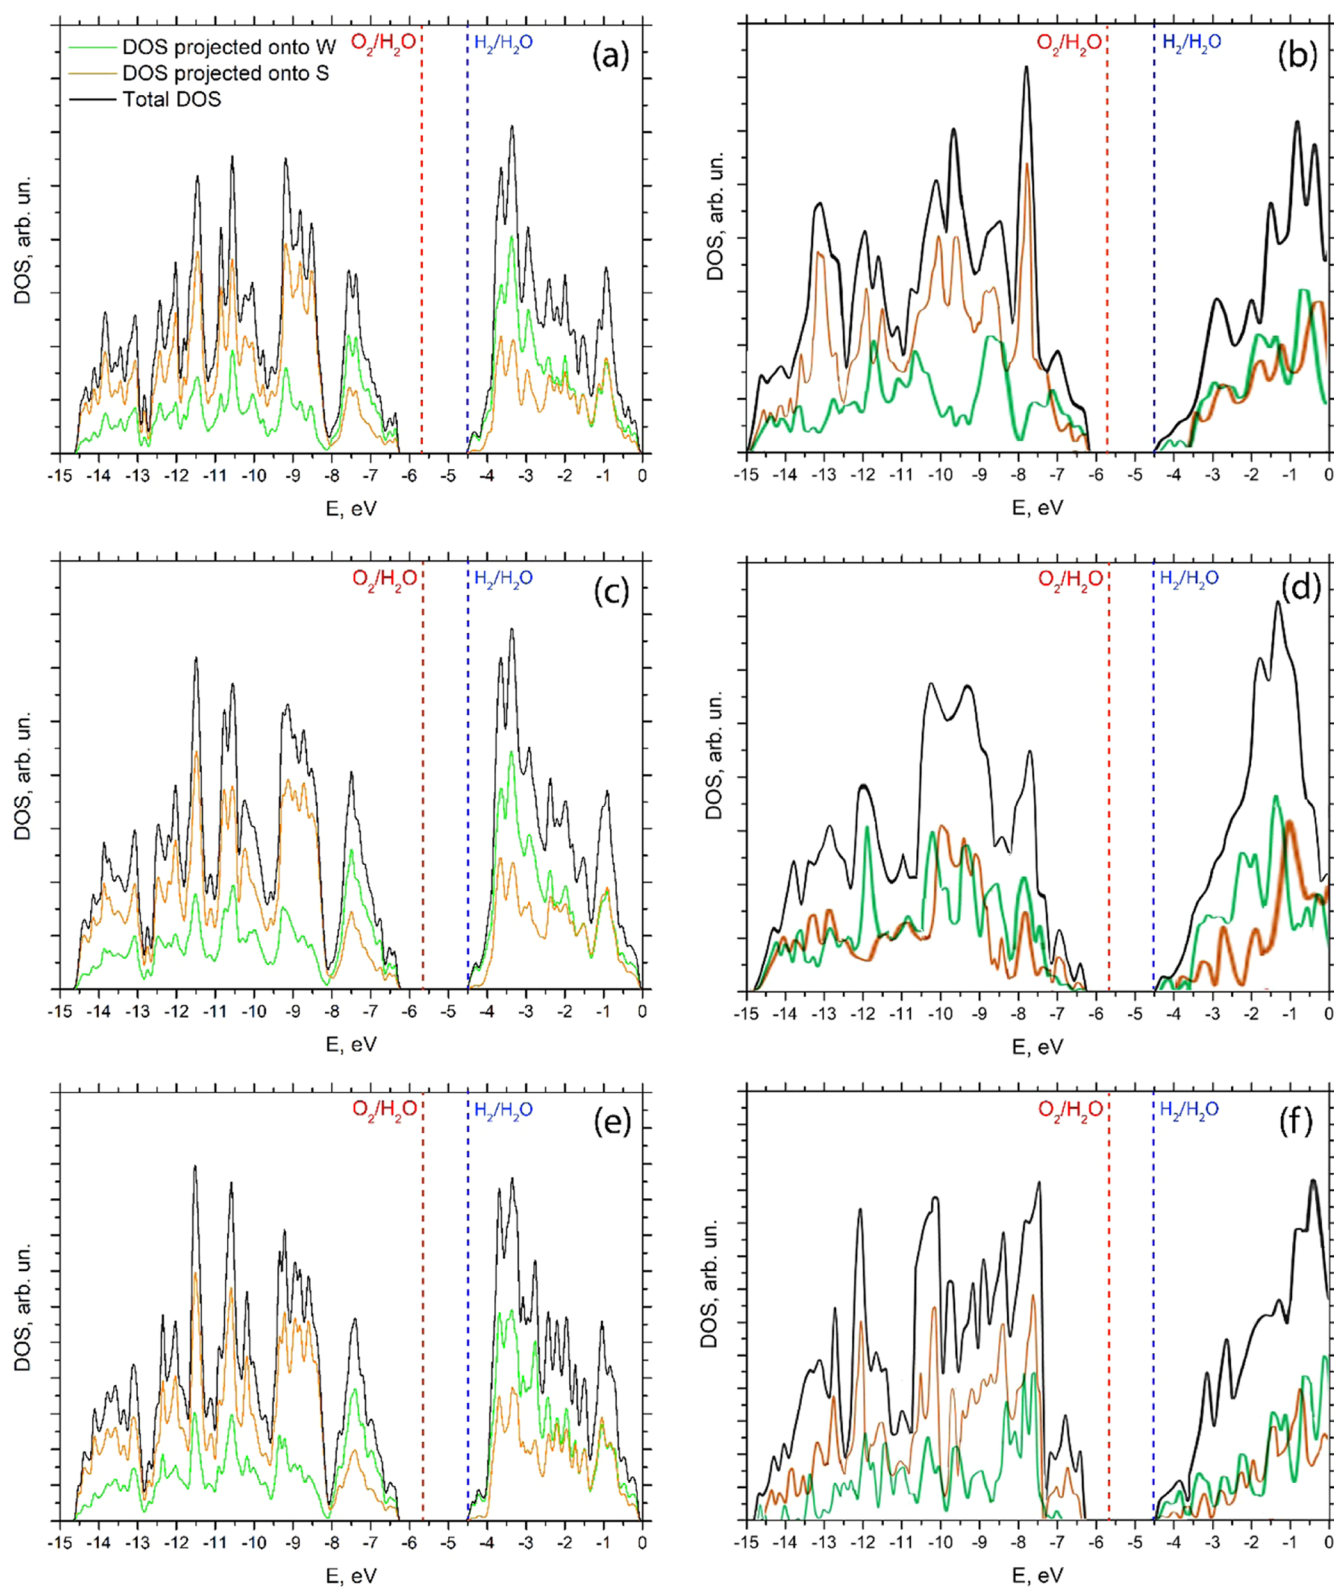 DOS projected onto W
DOS projected onto S
Total DOS
O2/H2O
H2/H2O
(a)
DOS, arb. un.
-15 -14 -13 -12 -11 -10 -9 -8 -7 -6 -5 -4 -3 -2 -1 0
E, eV
O2/H2O
H2/H2O
(b)
DOS, arb. un.
-15 -14 -13 -12 -11 -10 -9 -8 -7 -6 -5 -4 -3 -2 -1 0
E, eV
O2/H2O
H2/H2O
(c)
DOS, arb. un.
-15 -14 -13 -12 -11 -10 -9 -8 -7 -6 -5 -4 -3 -2 -1 0
E, eV
O2/H2O
H2/H2O
(d)
DOS, arb. un.
-15 -14 -13 -12 -11 -10 -9 -8 -7 -6 -5 -4 -3 -2 -1 0
E, eV
O2/H2O
H2/H2O
(e)
DOS, arb. un.
-15 -14 -13 -12 -11 -10 -9 -8 -7 -6 -5 -4 -3 -2 -1 0
E, eV
O2/H2O
H2/H2O
(f)
DOS, arb. un.
-15 -14 -13 -12 -11 -10 -9 -8 -7 -6 -5 -4 -3 -2 -1 0
E, eV